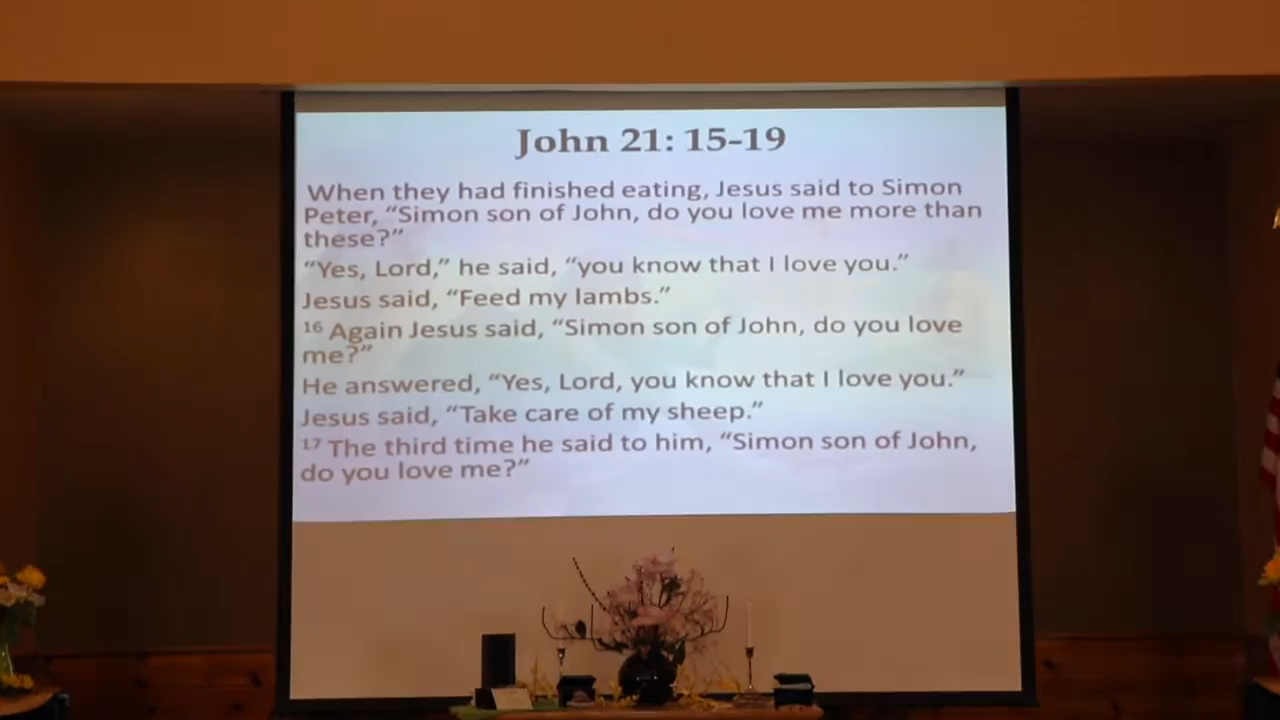 John 21: 15-19
When they had finished eating, Jesus said to Simon
Peter, “Simon son of John, do you love me more than
these?”
“Yes, Lord,” he said, “you know that I love you.”
Jesus said, “Feed my lambs.”
16 Again Jesus said, “Simon son of John, do you love
me?”
He answered, “Yes, Lord, you know that I love you.”
Jesus said, “Take care of my sheep.”
17 The third time he said to him, “Simon son of John,
do you love me?”